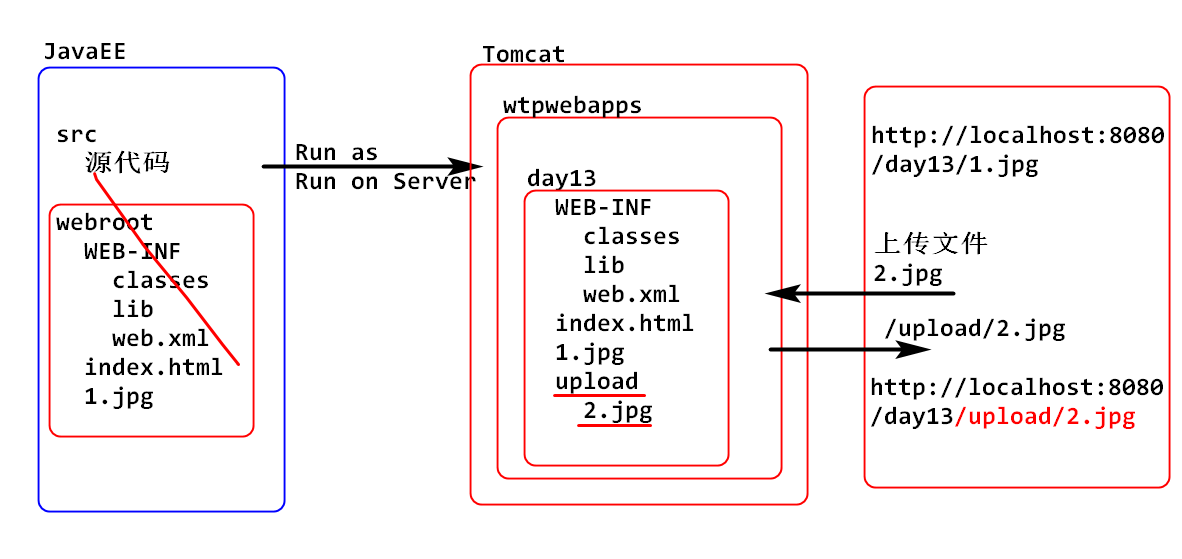 JavaEE
src
源代码
webroot
WEB-INF
classes
lib
web.xml
index.html
1.jpg
Run as
Run on Server
Tomcat
wtpwebapps
day13
WEB-INF
classes
lib
web.xml
index.html
1.jpg
upload
2.jpg
http://localhost:8080
/day13/1.jpg
上传文件
2.jpg
/upload/2.jpg
http://localhost:8080
/day13/upload/2.jpg